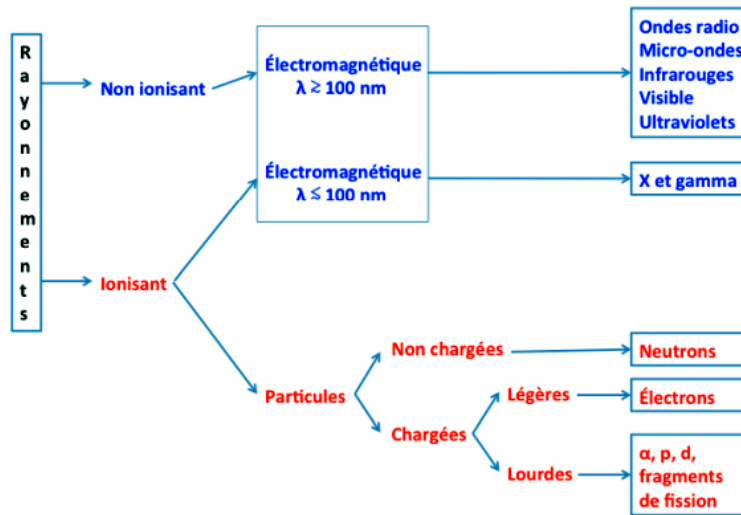 Rayonnements
Non ionisant
Électromagnétique
λ ≳ 100 nm
Ondes radio
Micro-ondes
Infrarouges
Visible
Ultraviolets
Électromagnétique
λ ≲ 100 nm
X et gamma
Ionisant
Particules
Non chargées
Neutrons
Chargées
Légères
Électrons
Lourdes
α, p, d,
fragments
de fission